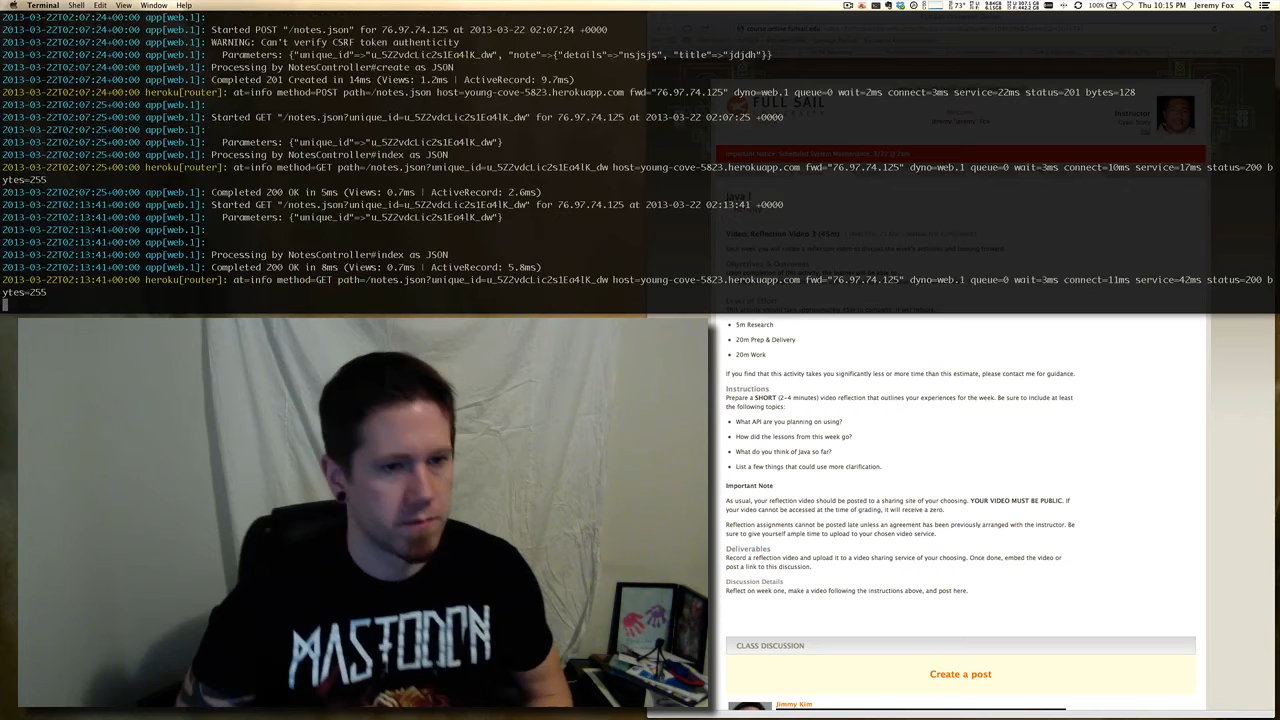 Terminal Shell Edit View Window Help
73° 100% Thu 10:15 PM Jeremy Fox
2013-03-22T02:07:24+00:00 app[web.1]:
2013-03-22T02:07:24+00:00 app[web.1]: Started POST "/notes.json" for 76.97.74.125 at 2013-03-22 02:07:24 +0000
2013-03-22T02:07:24+00:00 app[web.1]: WARNING: Can't verify CSRF token authenticity
2013-03-22T02:07:24+00:00 app[web.1]: Parameters: {"unique_id"=>"u_5ZZvdcLic2s1Ea4lK_dw", "note"=>{"details"=>"nsjsjs", "title"=>"jdjdh"}}
2013-03-22T02:07:24+00:00 app[web.1]: Processing by NotesController#create as JSON
2013-03-22T02:07:24+00:00 app[web.1]: Completed 201 Created in 14ms (Views: 1.2ms | ActiveRecord: 9.7ms)
2013-03-22T02:07:24+00:00 heroku[router]: at=info method=POST path=/notes.json host=young-cove-5823.herokuapp.com fwd="76.97.74.125" dyno=web.1 queue=0 wait=2ms connect=3ms service=22ms status=201 bytes=128
2013-03-22T02:07:25+00:00 app[web.1]:
2013-03-22T02:07:25+00:00 app[web.1]: Started GET "/notes.json?unique_id=u_5ZZvdcLic2s1Ea4lK_dw" for 76.97.74.125 at 2013-03-22 02:07:25 +0000
2013-03-22T02:07:25+00:00 app[web.1]:
2013-03-22T02:07:25+00:00 app[web.1]: Parameters: {"unique_id"=>"u_5ZZvdcLic2s1Ea4lK_dw"}
2013-03-22T02:07:25+00:00 app[web.1]: Processing by NotesController#index as JSON
2013-03-22T02:07:25+00:00 heroku[router]: at=info method=GET path=/notes.json?unique_id=u_5ZZvdcLic2s1Ea4lK_dw host=young-cove-5823.herokuapp.com fwd="76.97.74.125" dyno=web.1 queue=0 wait=3ms connect=10ms service=17ms status=200 b
ytes=255
2013-03-22T02:07:25+00:00 app[web.1]: Completed 200 OK in 5ms (Views: 0.7ms | ActiveRecord: 2.6ms)
2013-03-22T02:13:41+00:00 app[web.1]: Started GET "/notes.json?unique_id=u_5ZZvdcLic2s1Ea4lK_dw" for 76.97.74.125 at 2013-03-22 02:13:41 +0000
2013-03-22T02:13:41+00:00 app[web.1]: Parameters: {"unique_id"=>"u_5ZZvdcLic2s1Ea4lK_dw"}
2013-03-22T02:13:41+00:00 app[web.1]:
2013-03-22T02:13:41+00:00 app[web.1]:
2013-03-22T02:13:41+00:00 app[web.1]: Processing by NotesController#index as JSON
2013-03-22T02:13:41+00:00 app[web.1]: Completed 200 OK in 8ms (Views: 0.7ms | ActiveRecord: 5.8ms)
2013-03-22T02:13:41+00:00 heroku[router]: at=info method=GET path=/notes.json?unique_id=u_5ZZvdcLic2s1Ea4lK_dw host=young-cove-5823.herokuapp.com fwd="76.97.74.125" dyno=web.1 queue=0 wait=3ms connect=11ms service=42ms status=200 b
ytes=255
FULL SAIL
Instructor
Java I
Video: Reflection Video 3
Objectives & Outcomes
Level of Effort
5m Research
20m Prep & Delivery
20m Work
If you find that this activity takes you significantly less or more time than this estimate, please contact me for guidance.
Instructions
Prepare a SHORT (2-4 minutes) video reflection that outlines your experiences for the week. Be sure to include at least
the following topics:
What API are you planning on using?
How did the lessons from this week go?
What do you think of Java so far?
List a few things that could use more clarification.
Important Note
As usual, your reflection video should be posted to a sharing site of your choosing. YOUR VIDEO MUST BE PUBLIC. If
your video cannot be accessed at the time of grading, it will receive a zero.
Reflection assignments cannot be posted late unless an agreement has been previously arranged with the instructor. Be
sure to give yourself ample time to upload to your chosen video service.
Deliverables
Record a reflection video and upload it to a video sharing service of your choosing. Once done, embed the video or
post a link to this discussion.
Discussion Details
Reflect on week one, make a video following the instructions above, and post here.
CLASS DISCUSSION
Create a post
Jimmy Kim
MASTODON